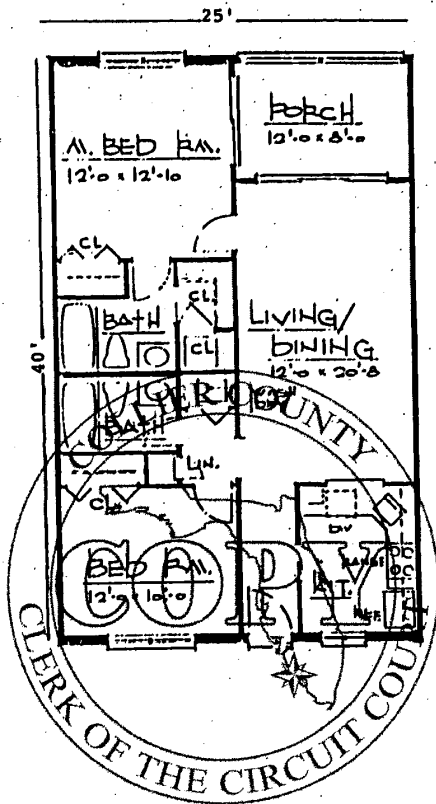 25'
40'
M. BED RM.
12'-0 x 12'-10
PORCH
12'-0 x 8'-0
CL
CL
CL
BATH
LIVING/
DINING
12'-0 x 20'-8
BATH
LIN.
CL
DW
RANGE
BED RM.
12'-0 x 10'-0
KIT.
REF
COPY
COLLIER COUNTY
CLERK OF THE CIRCUIT COU